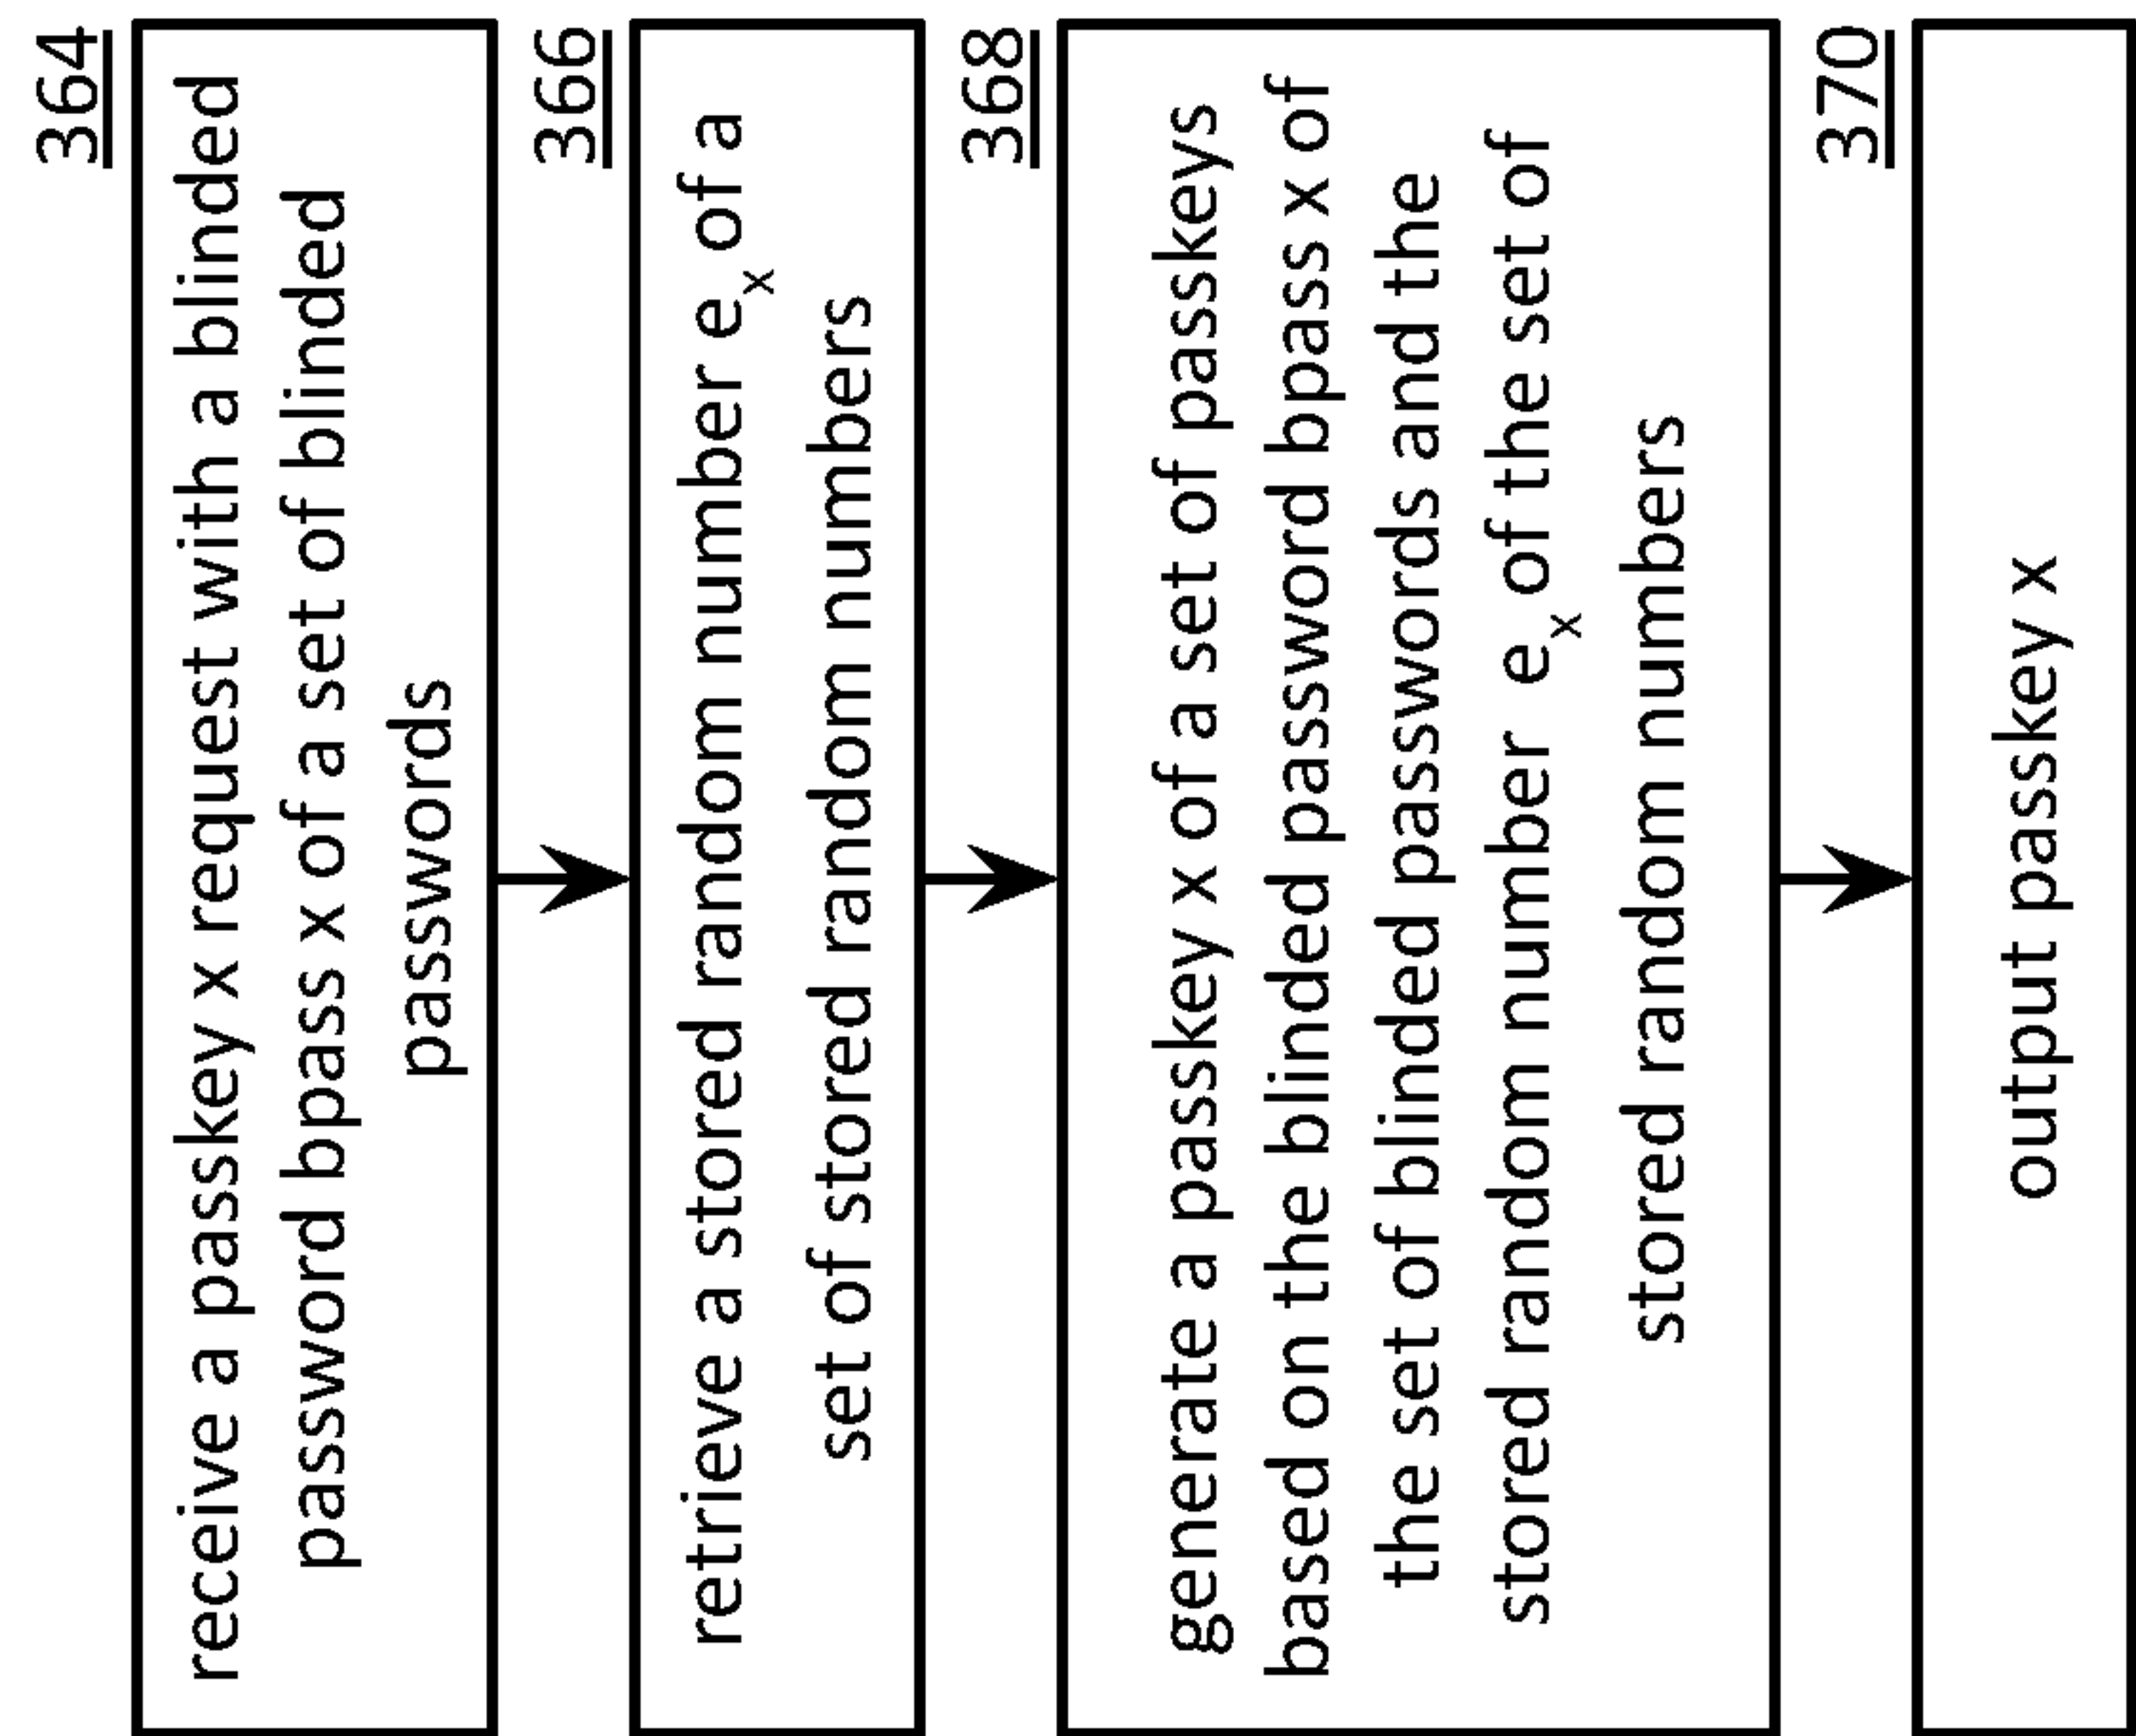 364
receive a passkey x request with a blinded
password bpass x of a set of blinded
passwords
366
retrieve a stored random number eₓ of a
set of stored random numbers
368
generate a passkey x of a set of passkeys
based on the blinded password bpass x of
the set of blinded passwords and the
stored random number eₓ of the set of
stored random numbers
370
output passkey x